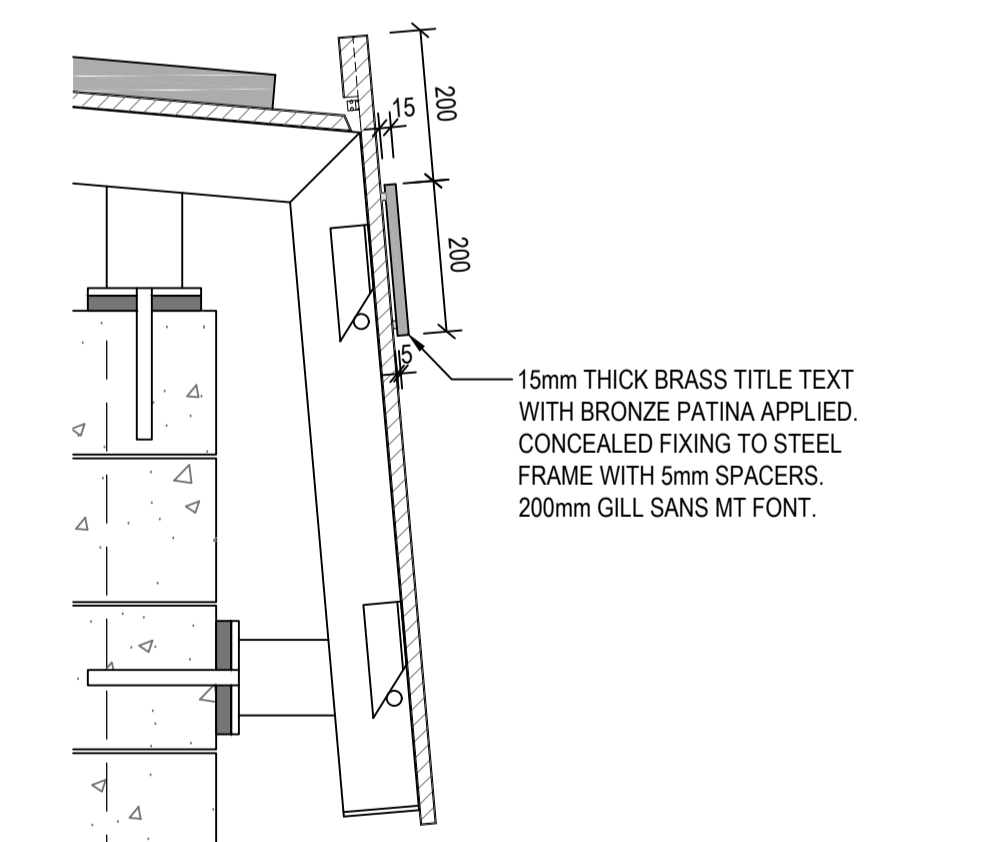 200
15
200
5
15mm THICK BRASS TITLE TEXT
WITH BRONZE PATINA APPLIED.
CONCEALED FIXING TO STEEL
FRAME WITH 5mm SPACERS.
200mm GILL SANS MT FONT.